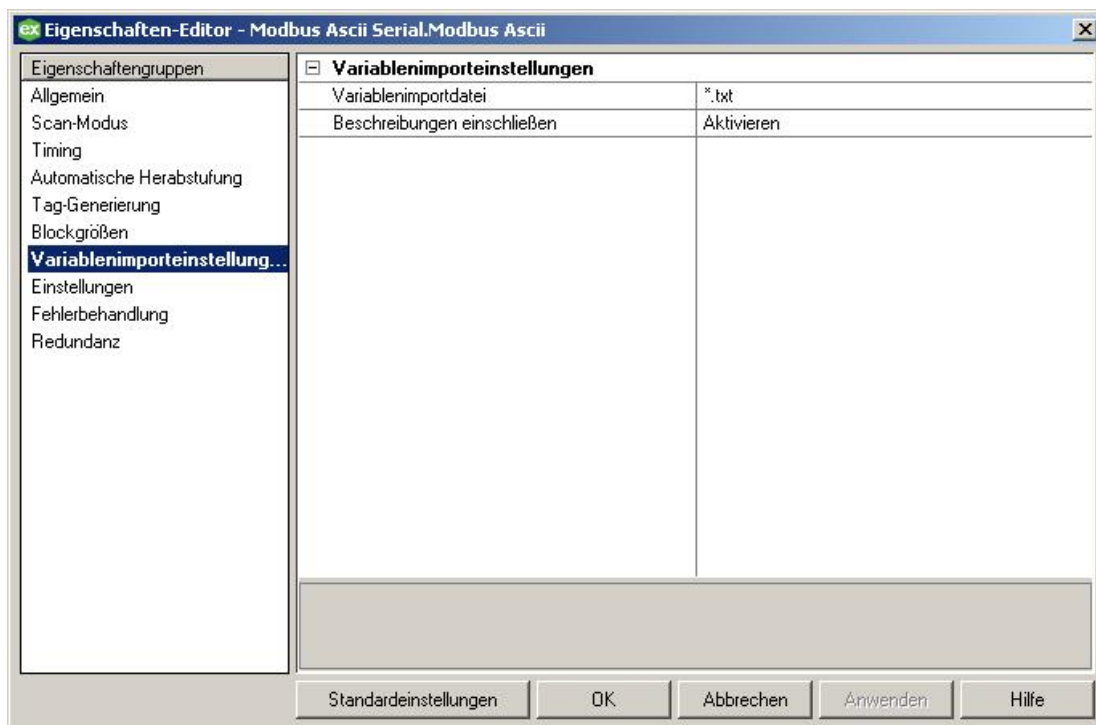 ex Eigenschaften-Editor - Modbus Ascii Serial.Modbus Ascii
Eigenschaftengruppen
Allgemein
Scan-Modus
Timing
Automatische Herabstufung
Tag-Generierung
Blockgrößen
Variablenimporteinstellung...
Einstellungen
Fehlerbehandlung
Redundanz
Variablenimporteinstellungen
Variablenimportdatei *.txt
Beschreibungen einschließen Aktivieren
Standardeinstellungen OK Abbrechen Anwenden Hilfe